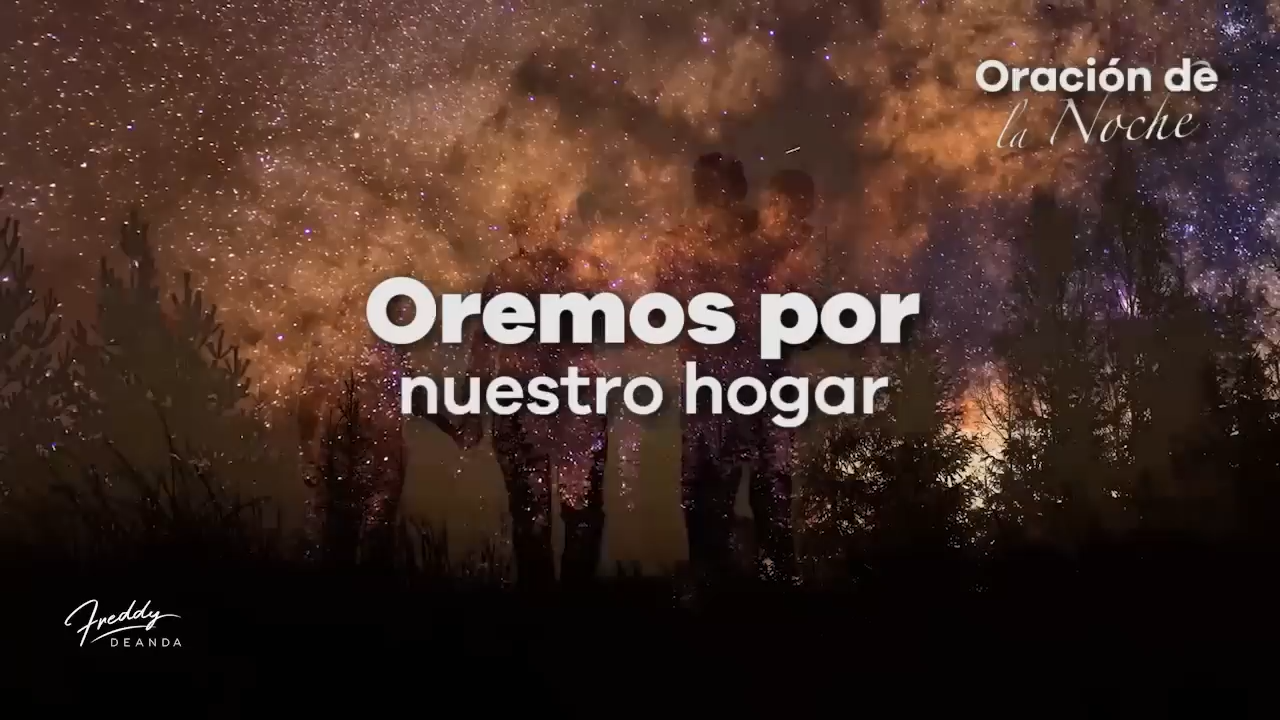 Oración de
la Noche
Oremos por
nuestro hogar
Freddy
DEANDA